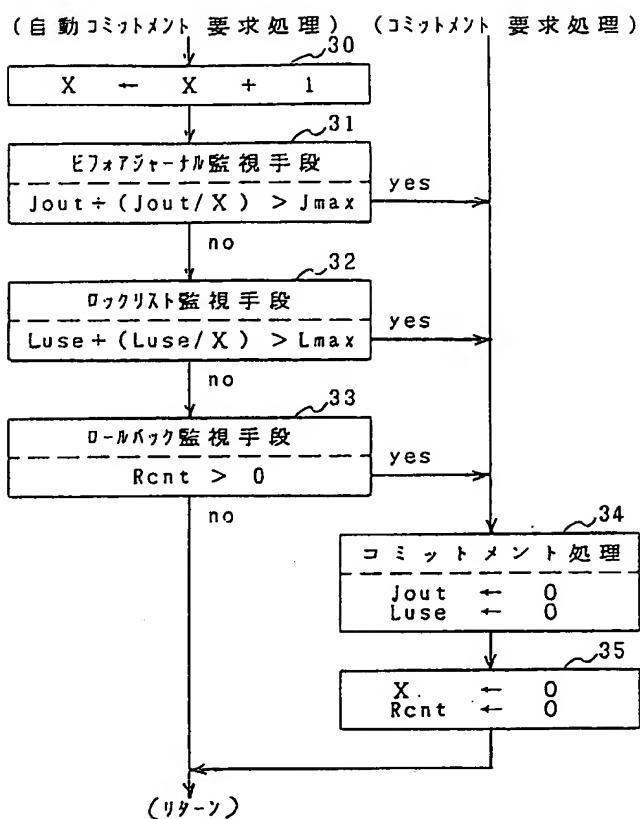 (自動コミットメント 要求処理) (コミットメント 要求処理)
30
X ← X + 1
31
ビフォアジャーナル監視手段
Jout÷(Jout/X) > Jmax
yes
no
32
ロックリスト監視手段
Luse+(Luse/X) > Lmax
yes
no
33
ロールバック監視手段
Rcnt > 0
yes
no
34
コミットメント処理
Jout ← 0
Luse ← 0
35
X ← 0
Rcnt ← 0
(リターン)